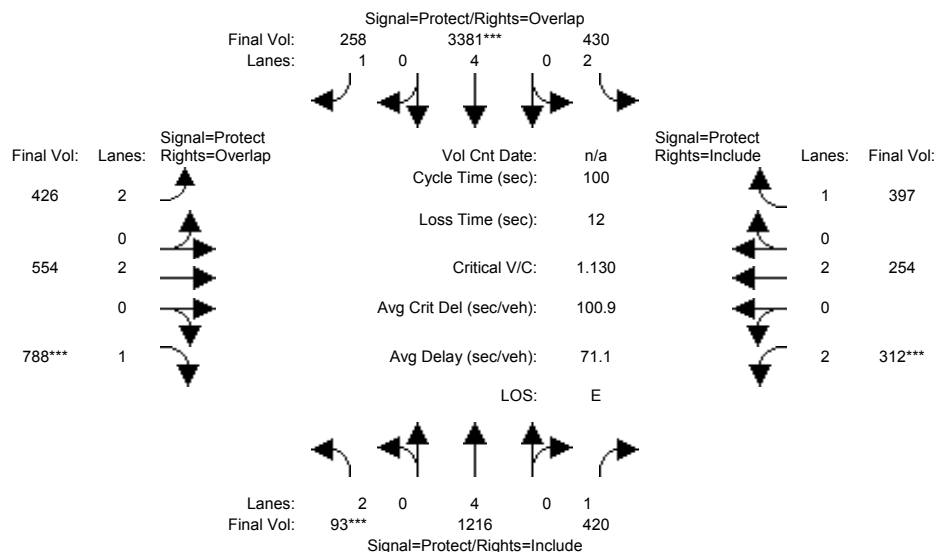 Signal=Protect/Rights=Overlap
Final Vol: 258 3381*** 430
Lanes: 1 0 4 0 2
Signal=Protect
Final Vol: Lanes: Rights=Overlap
Vol Cnt Date: n/a
Signal=Protect
Rights=Include Lanes: Final Vol:
Cycle Time (sec): 100
426 2
1 397
Loss Time (sec): 12
0
0
554 2
Critical V/C: 1.130
2 254
0
Avg Crit Del (sec/veh): 100.9
0
788*** 1
Avg Delay (sec/veh): 71.1
2 312***
LOS: E
Lanes: 2 0 4 0 1
Final Vol: 93*** 1216 420
Signal=Protect/Rights=Include